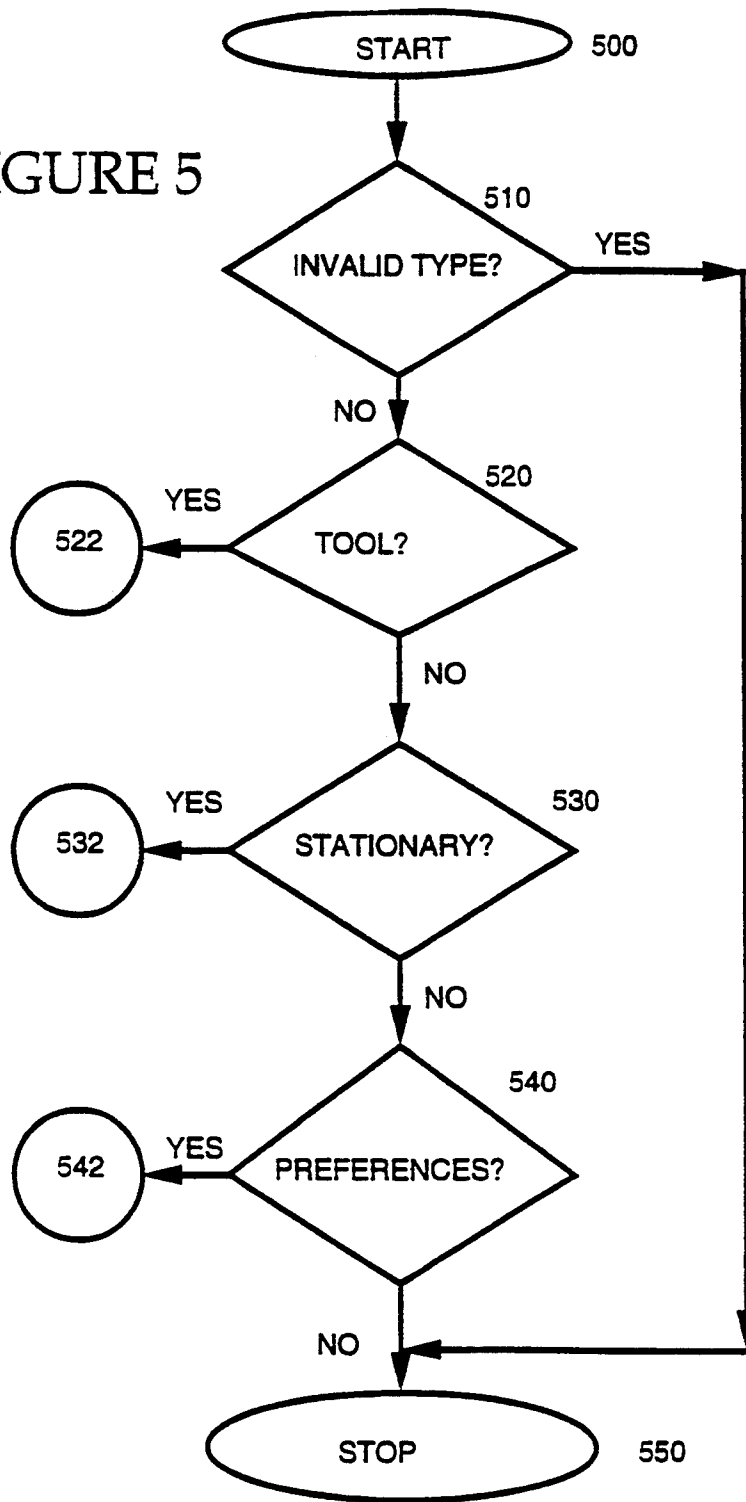 START 500
IGURE 5
510
INVALID TYPE? YES
NO
520
YES
522 TOOL?
NO
530
YES
532 STATIONARY?
NO
540
YES
542 PREFERENCES?
NO
STOP 550